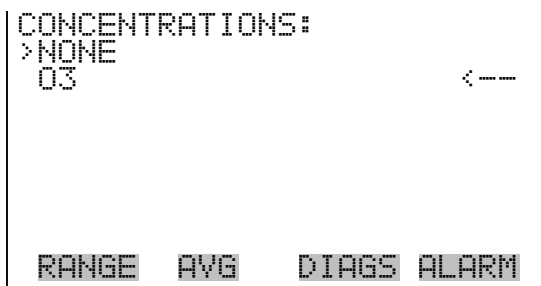 CONCENTRATIONS:
>NONE
O3 <--
RANGE AVG DIAGS ALARM